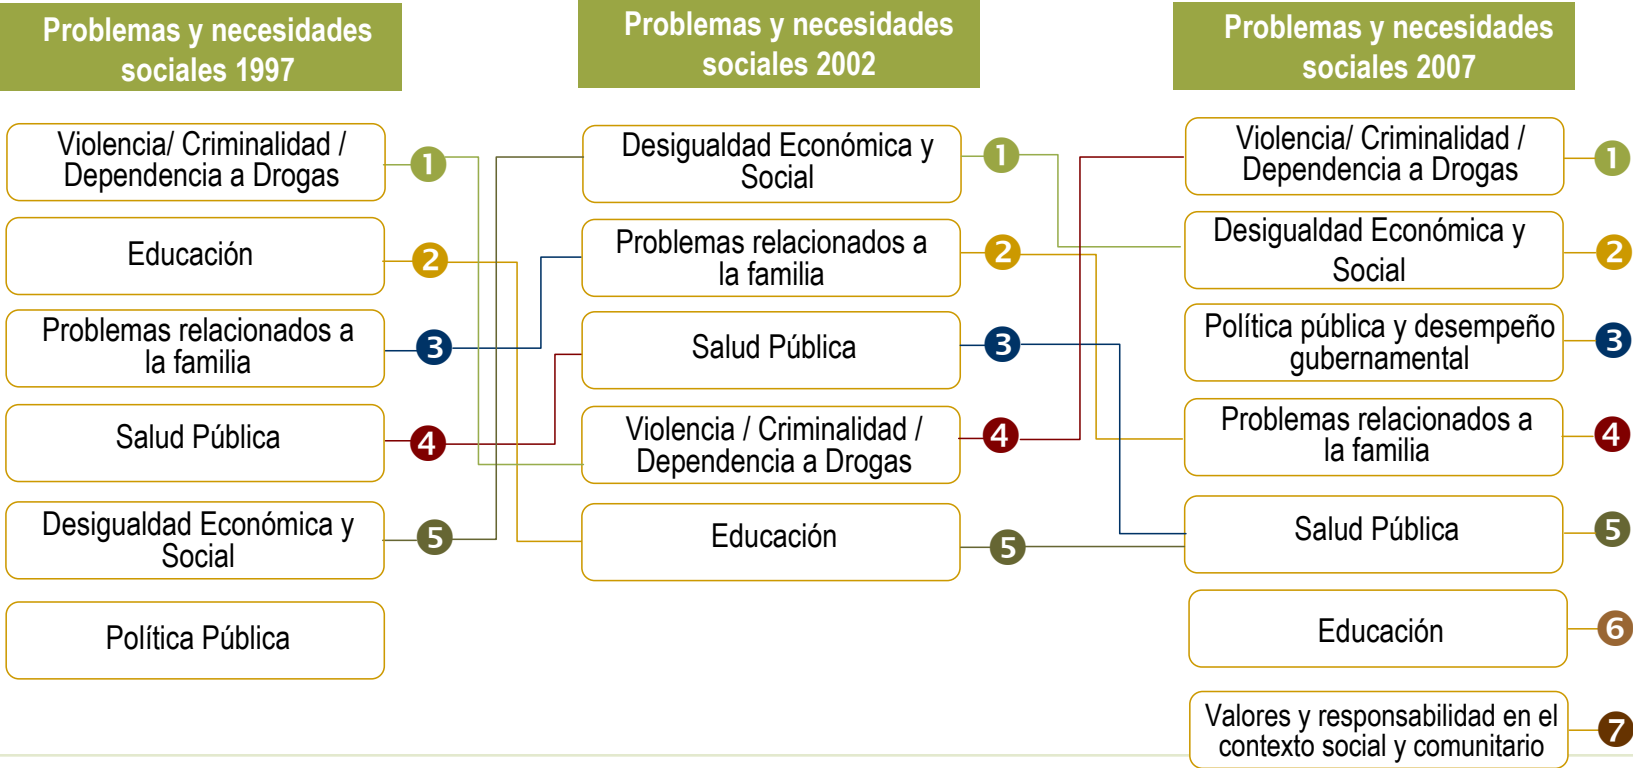 Problemas y necesidades
sociales 1997
Violencia/ Criminalidad /
Dependencia a Drogas
1
Educación
2
Problemas relacionados a
la familia
3
Salud Pública
4
Desigualdad Económica y
Social
5
Política Pública
Problemas y necesidades
sociales 2002
Desigualdad Económica y
Social
1
Problemas relacionados a
la familia
2
Salud Pública
3
Violencia / Criminalidad /
Dependencia a Drogas
4
Educación
5
Problemas y necesidades
sociales 2007
Violencia/ Criminalidad /
Dependencia a Drogas
1
Desigualdad Económica y
Social
2
Política pública y desempeño
gubernamental
3
Problemas relacionados a
la familia
4
Salud Pública
5
Educación
6
Valores y responsabilidad en el
contexto social y comunitario
7